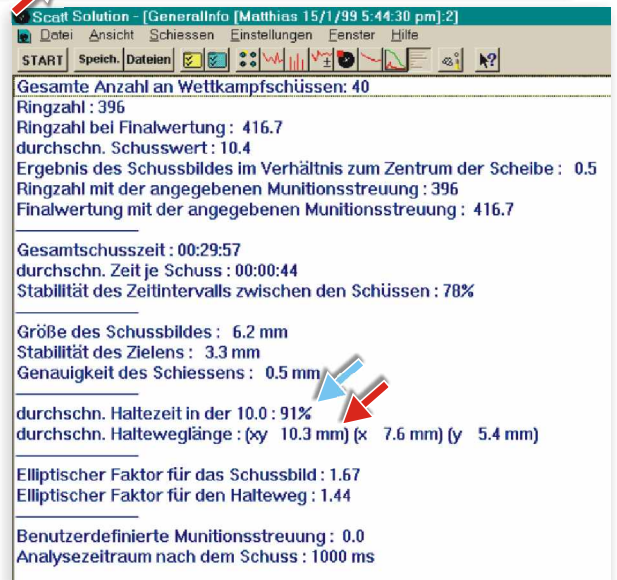 Scatt Solution - [GeneralInfo [Matthias 15/1/99 5:44:30 pm]:2]
Datei Ansicht Schiessen Einstellungen Fenster Hilfe
START Speich. Dateien
Gesamte Anzahl an Wettkampfschüssen: 40
Ringzahl : 396
Ringzahl bei Finalwertung : 416.7
durchschn. Schusswert : 10.4
Ergebnis des Schussbildes im Verhältnis zum Zentrum der Scheibe : 0.5
Ringzahl mit der angegebenen Munitionsstreuung : 396
Finalwertung mit der angegebenen Munitionsstreuung : 416.7
Gesamtschusszeit : 00:29:57
durchschn. Zeit je Schuss : 00:00:44
Stabilität des Zeitintervalls zwischen den Schüssen : 78%
Größe des Schussbildes : 6.2 mm
Stabilität des Zielens : 3.3 mm
Genauigkeit des Schiessens : 0.5 mm
durchschn. Haltezeit in der 10.0 : 91%
durchschn. Halteweglänge : (xy 10.3 mm) (x 7.6 mm) (y 5.4 mm)
Elliptischer Faktor für das Schussbild : 1.67
Elliptischer Faktor für den Halteweg : 1.44
Benutzerdefinierte Munitionsstreuung : 0.0
Analysezeitraum nach dem Schuss : 1000 ms